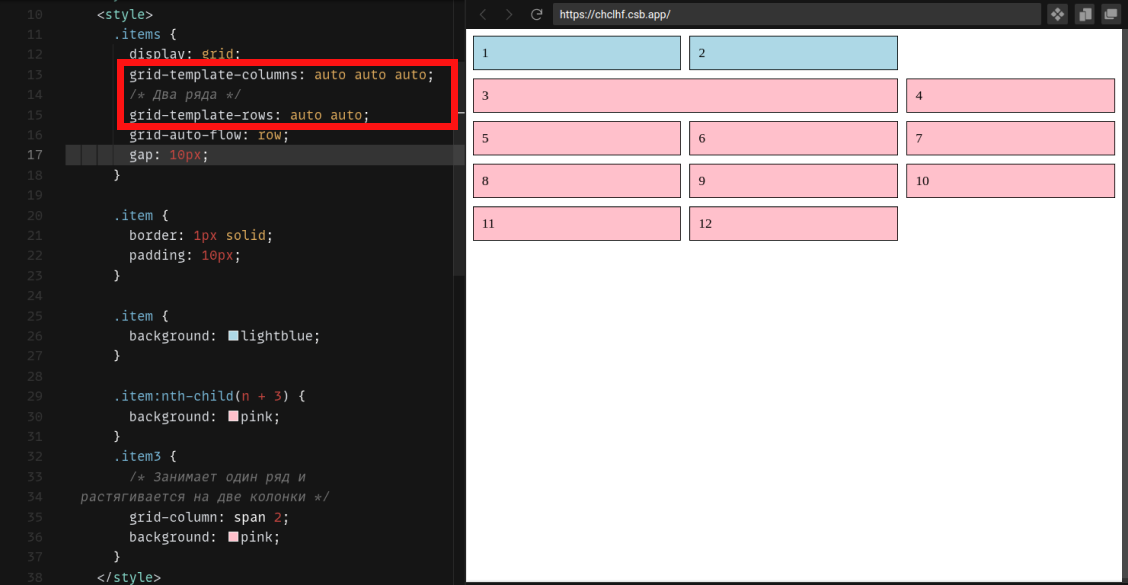 https://chclhf.csb.app/
10 <style>
11 .items {
12 display: grid;
13 grid-template-columns: auto auto auto;
14 /* Два ряда */
15 grid-template-rows: auto auto;
16 grid-auto-flow: row;
17 gap: 10px;
18 }
19
20 .item {
21 border: 1px solid;
22 padding: 10px;
23 }
24
25 .item {
26 background: lightblue;
27 }
28
29 .item:nth-child(n + 3) {
30 background: pink;
31 }
32 .item3 {
33 /* Занимает один ряд и
34 растягивается на две колонки */
35 grid-column: span 2;
36 background: pink;
37 }
38 </style>
1 2
3 4
5 6 7
8 9 10
11 12